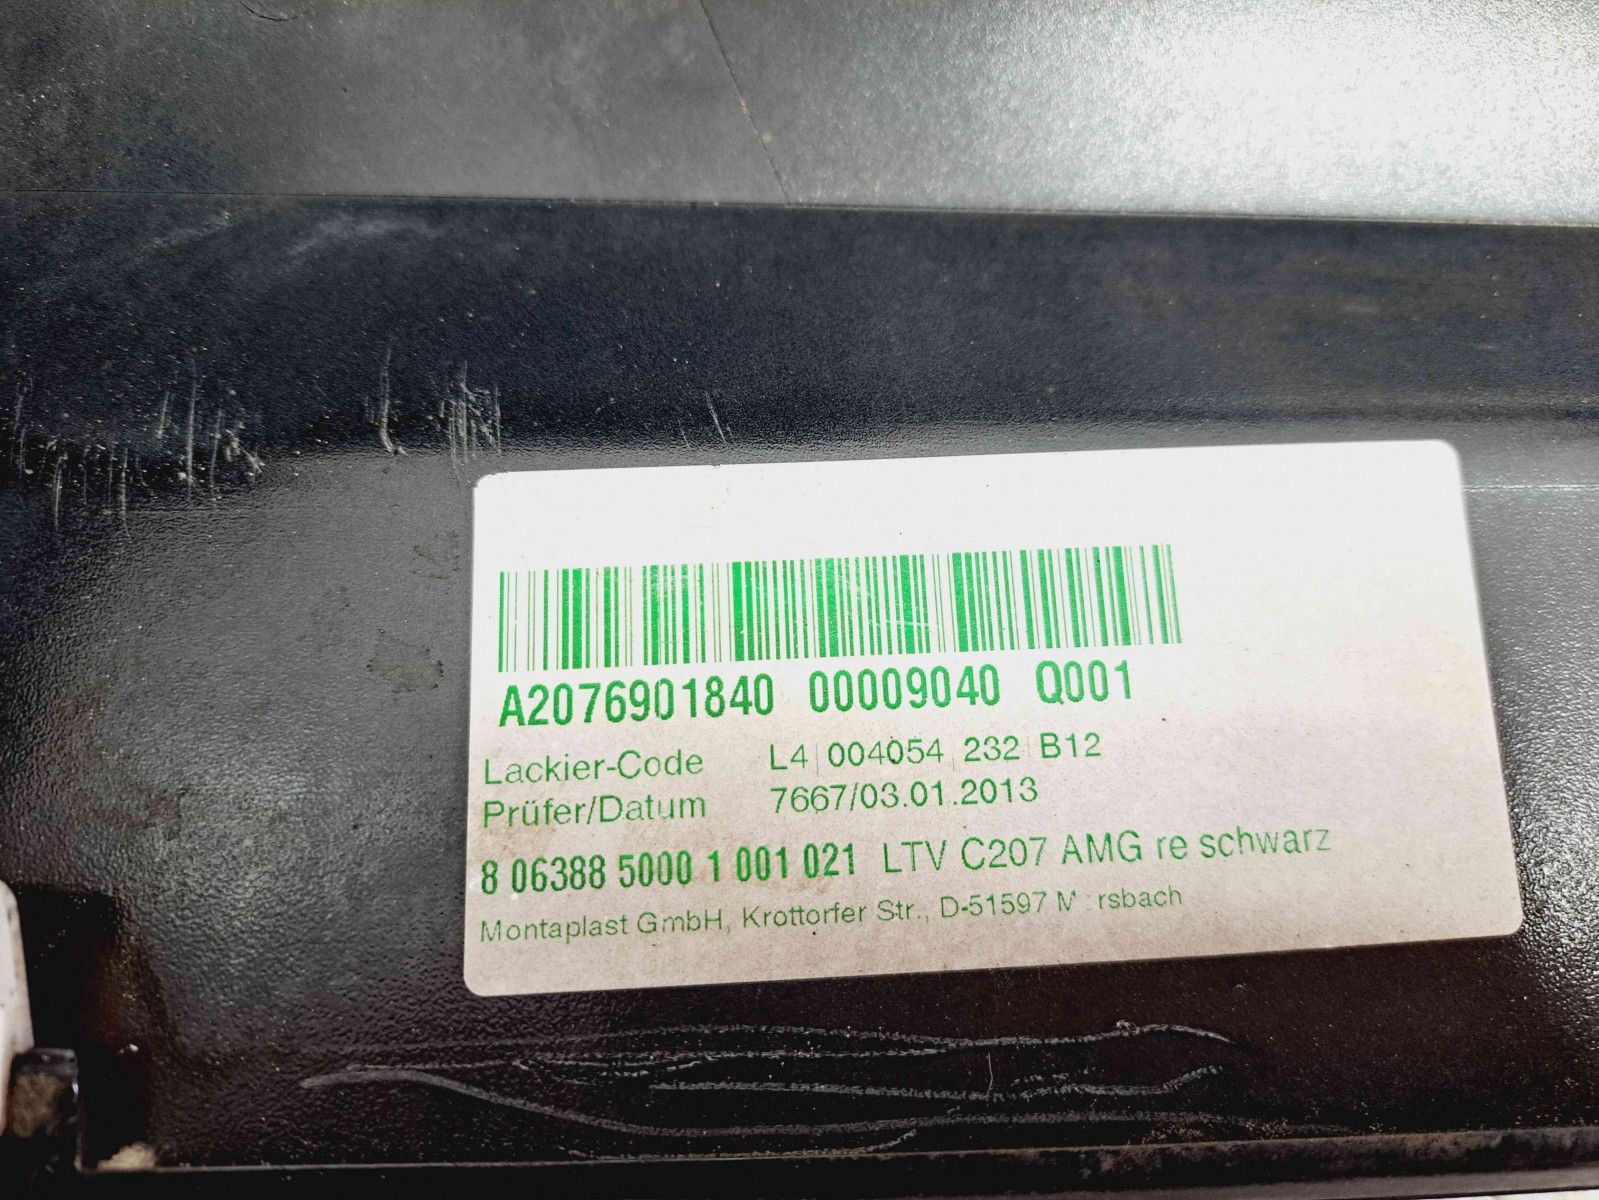 A2076901840 00009040 Q001
Lackier-Code L4 004054 232 B12
Prüfer/Datum 7667/03.01.2013
8 06388 5000 1 001 021 LTV C207 AMG re schwarz
Montaplast GmbH, Krottorfer Str., D-51597